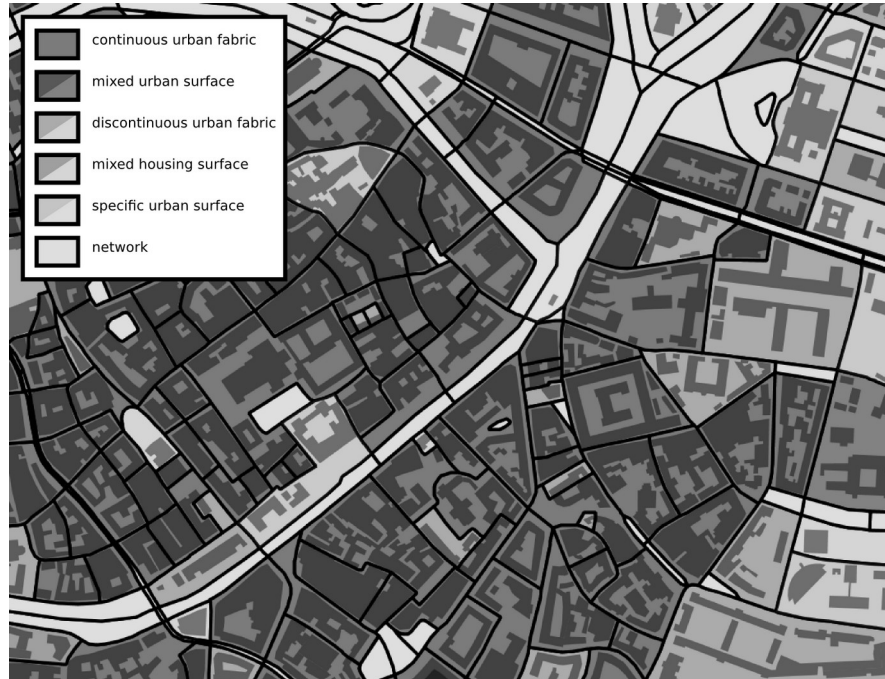 continuous urban fabric
mixed urban surface
discontinuous urban fabric
mixed housing surface
specific urban surface
network